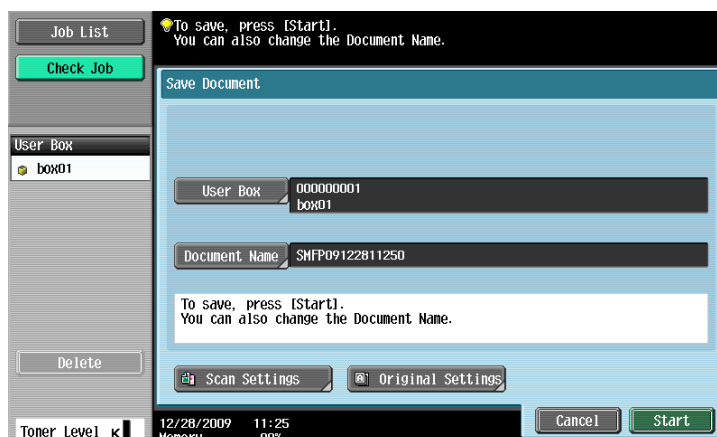 Job List
Check Job
To save, press [Start].
You can also change the Document Name.
Save Document
User Box
box01
User Box
000000001
box01
Document Name
SMFP09122811250
To save, press [Start].
You can also change the Document Name.
Delete
Scan Settings
Original Settings
Toner Level K
12/28/2009 11:25
Memory 99%
Cancel
Start